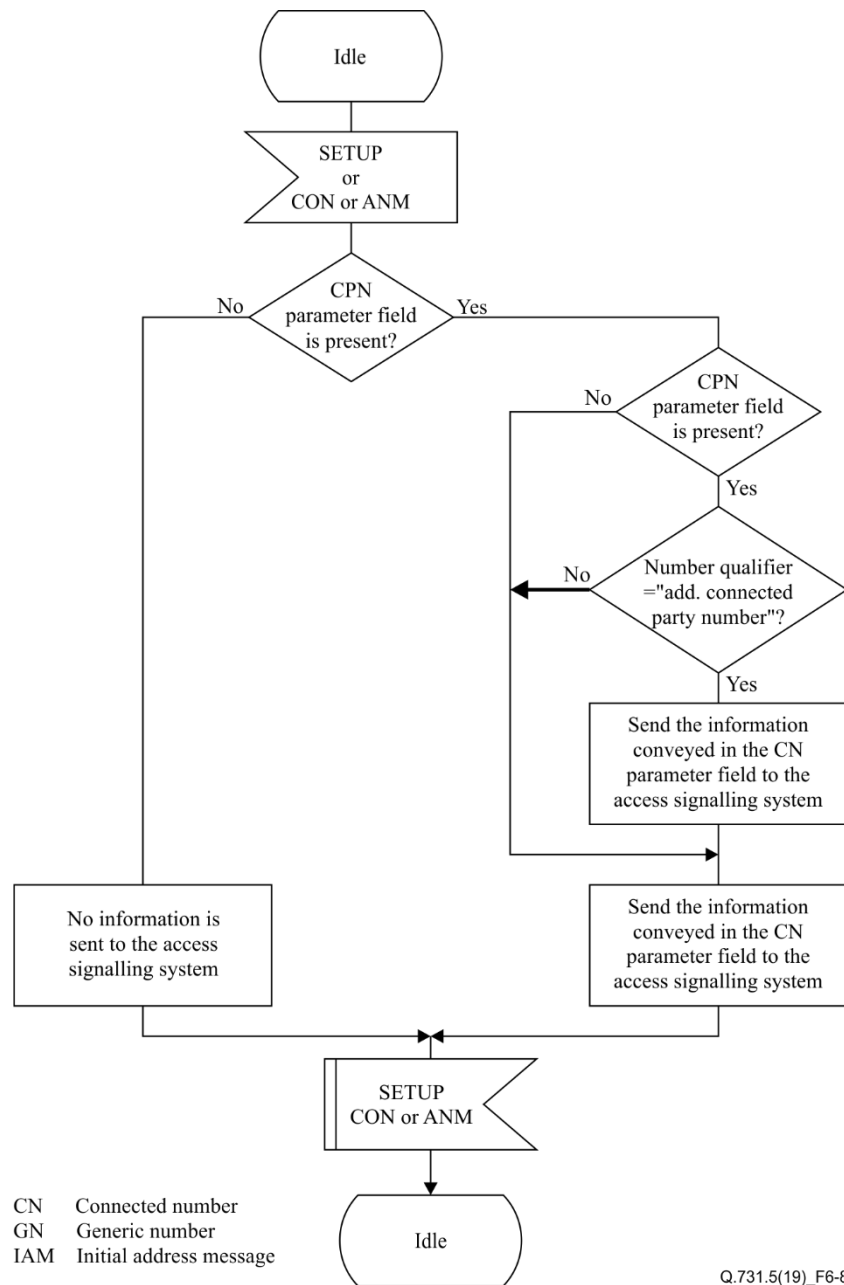 Idle
SETUP
or
CON or ANM
No
CPN
parameter field
is present?
Yes
No
CPN
parameter field
is present?
Yes
No
Number qualifier
="add. connected
party number"?
Yes
Send the information
conveyed in the CN
parameter field to the
access signalling system
No information is
sent to the access
signalling system
Send the information
conveyed in the CN
parameter field to the
access signalling system
SETUP
CON or ANM
CN Connected number
GN Generic number
IAM Initial address message
Idle
Q.731.5(19)_F6-8